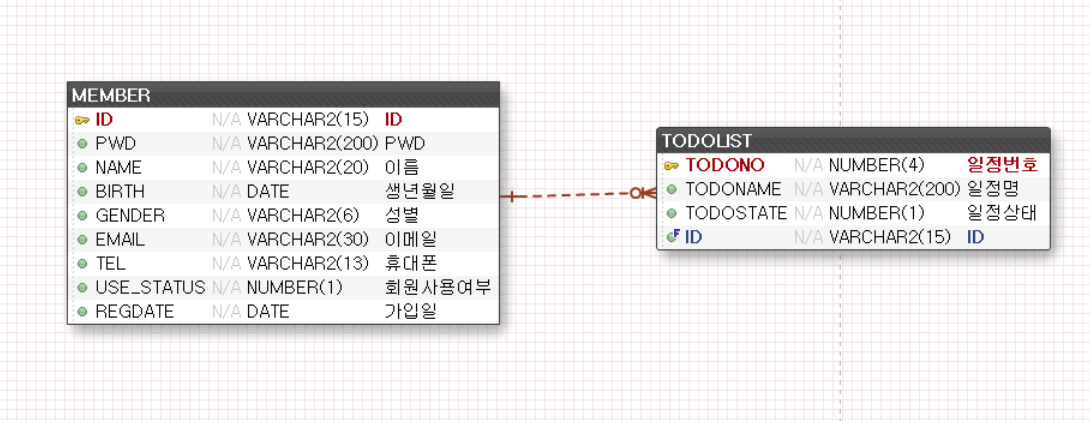 MEMBER
ID N/A VARCHAR2(15) ID
PWD N/A VARCHAR2(200) PWD
NAME N/A VARCHAR2(20) 이름
BIRTH N/A DATE 생년월일
GENDER N/A VARCHAR2(6) 성별
EMAIL N/A VARCHAR2(30) 이메일
TEL N/A VARCHAR2(13) 휴대폰
USE_STATUS N/A NUMBER(1) 회원사용여부
REGDATE N/A DATE 가입일
TODOLIST
TODONO N/A NUMBER(4) 일정번호
TODONAME N/A VARCHAR2(200) 일정명
TODOSTATE N/A NUMBER(1) 일정상태
F ID N/A VARCHAR2(15) ID